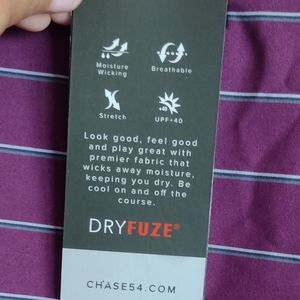 Moisture Wicking
Breathable
Stretch
+40
UPF+40
Look good, feel good
and play great with
premier fabric that
wicks away moisture,
keeping you dry. Be
cool on and off the
course.
DRYFUZE®
CHASE54.COM